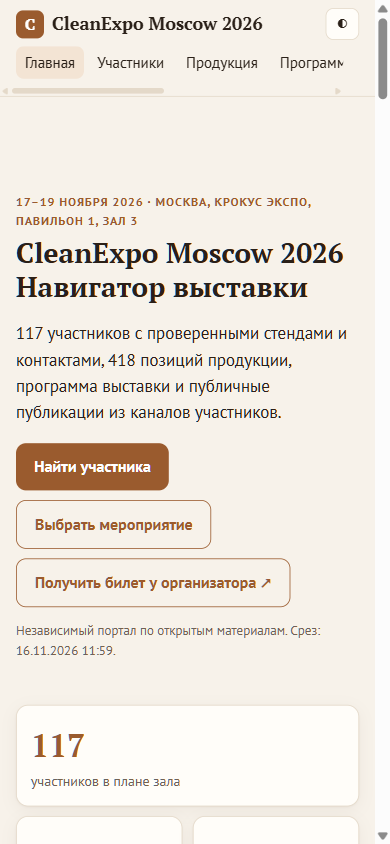 C CleanExpo Moscow 2026
Главная Участники Продукция Программ
17–19 НОЯБРЯ 2026 · МОСКВА, КРОКУС ЭКСПО,
ПАВИЛЬОН 1, ЗАЛ 3
CleanExpo Moscow 2026
Навигатор выставки
117 участников с проверенными стендами и
контактами, 418 позиций продукции,
программа выставки и публичные
публикации из каналов участников.
Найти участника
Выбрать мероприятие
Получить билет у организатора ↗
Независимый портал по открытым материалам. Срез:
16.11.2026 11:59.
117
участников в плане зала